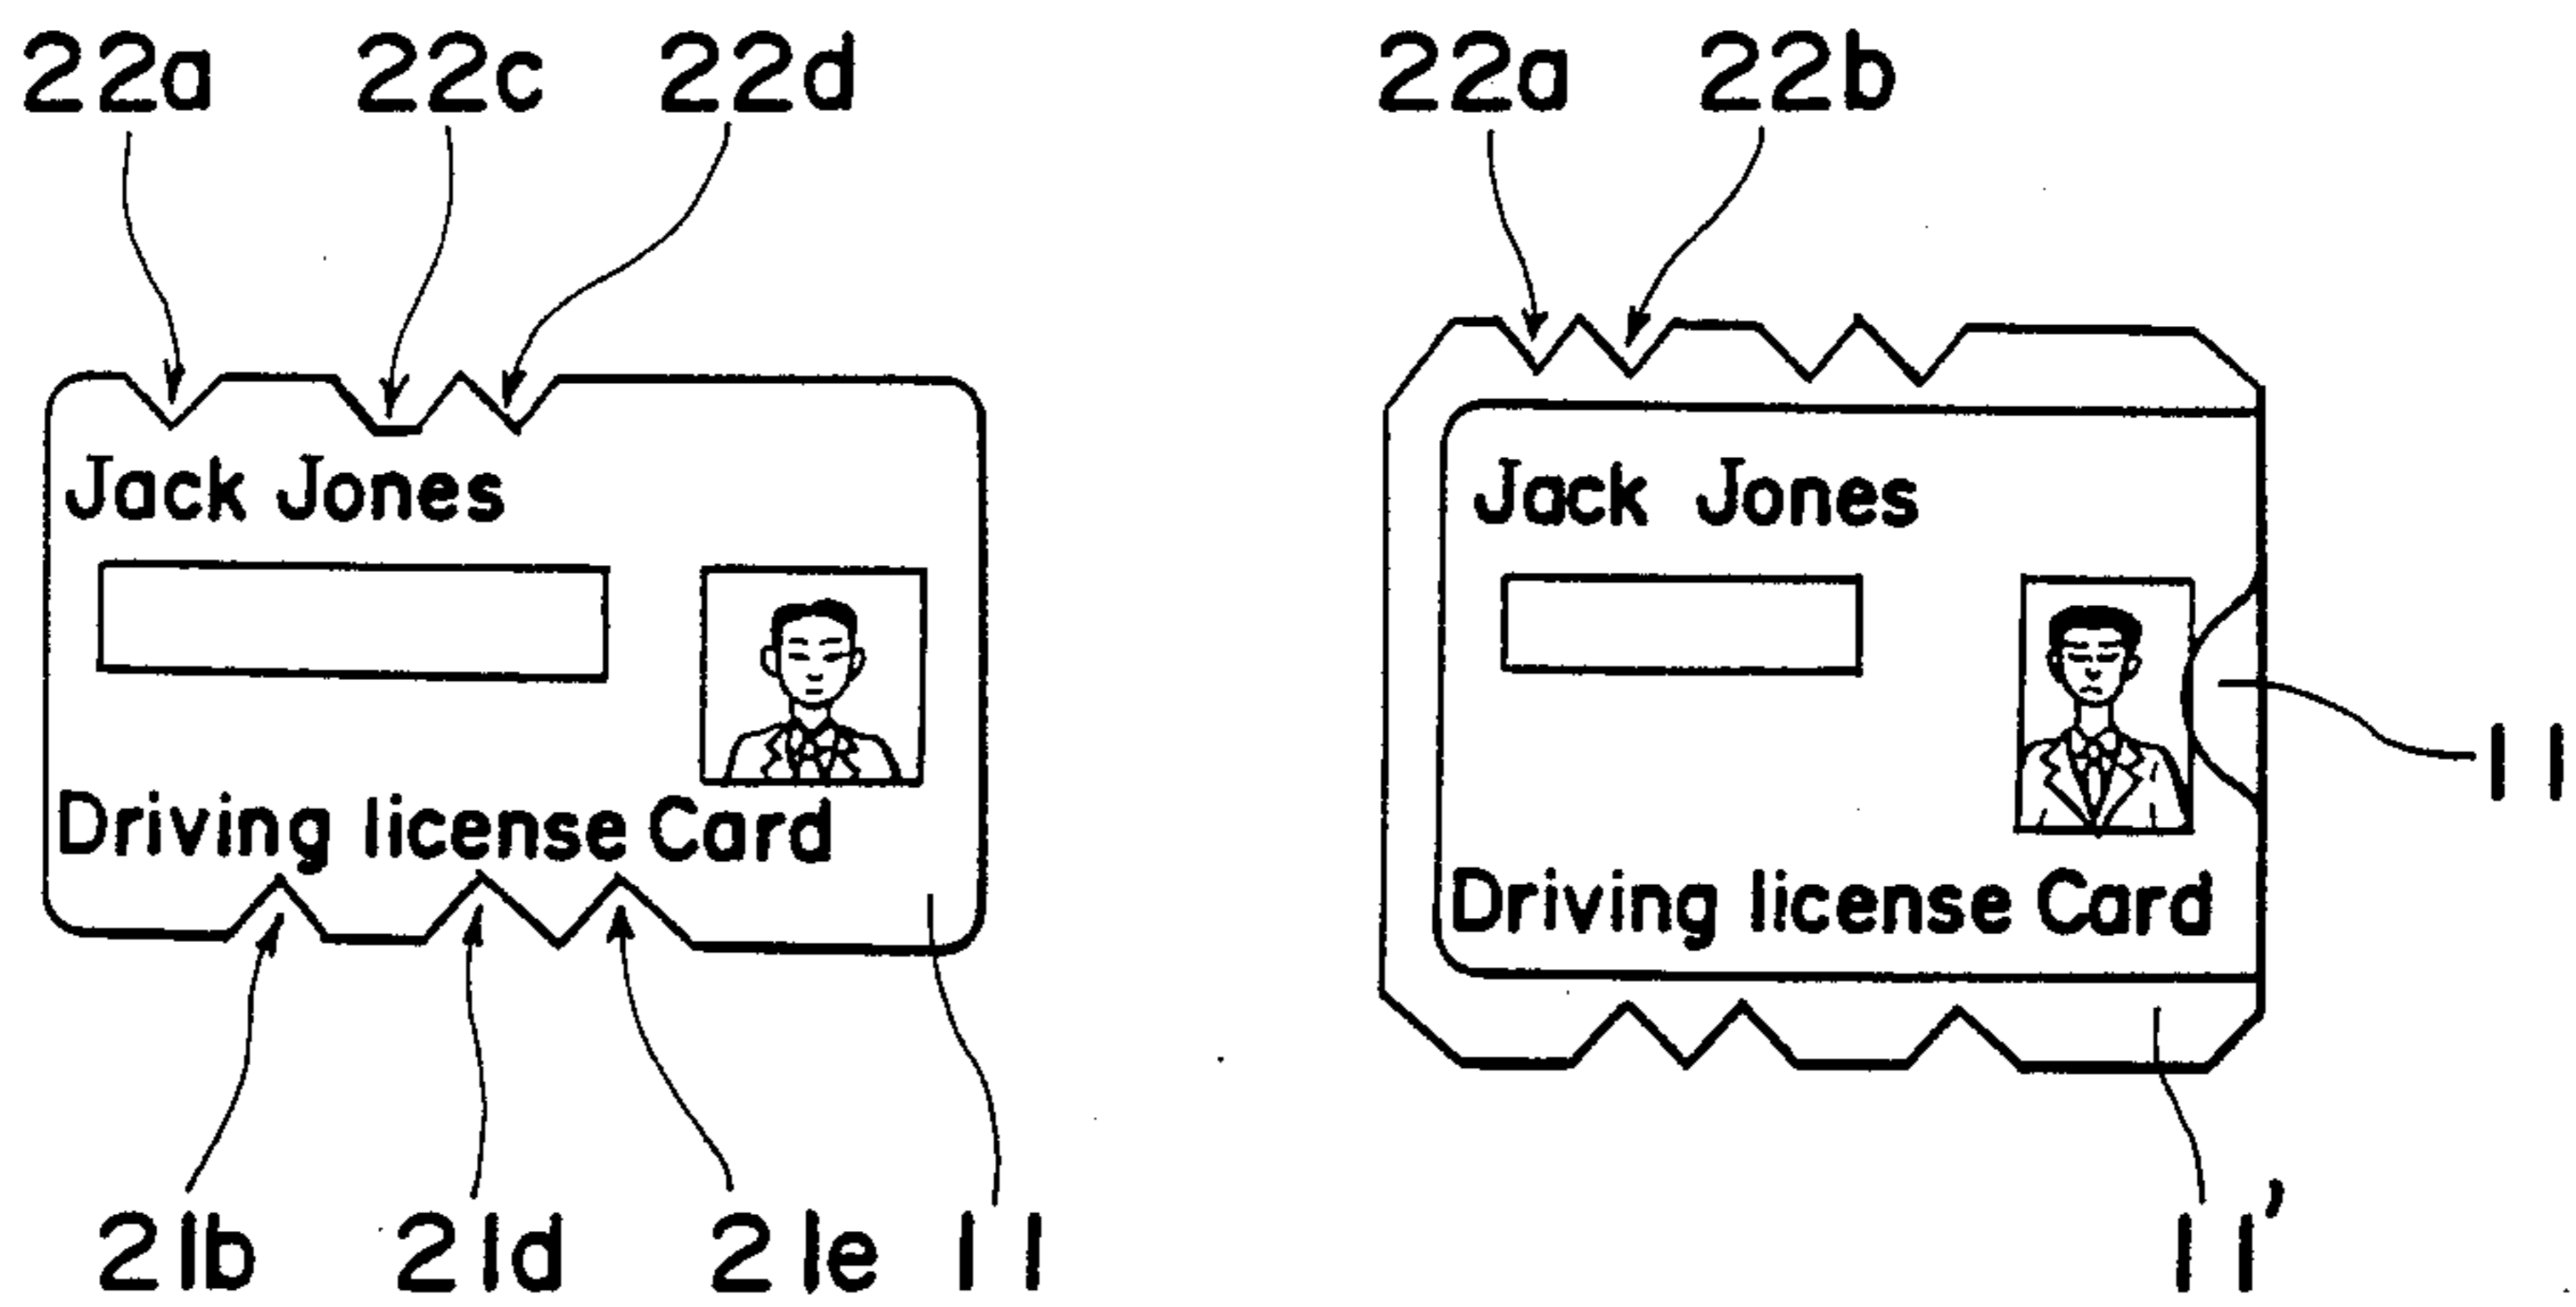 22a 22c 22d
Jack Jones
Driving license Card
21b 21d 21e 11
22a 22b
Jack Jones
11
Driving license Card
11'